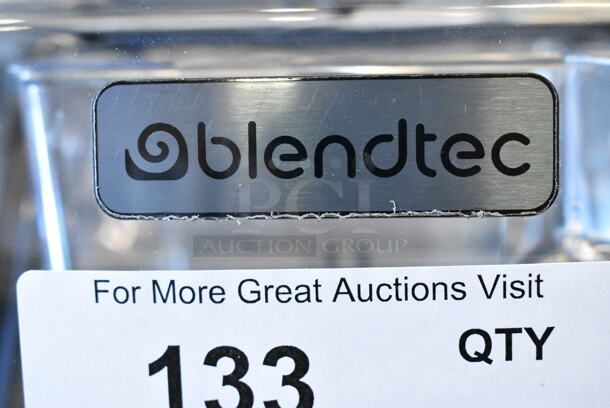 blendtec
PCI
AUCTION GROUP
For More Great Auctions Visit
133
QTY